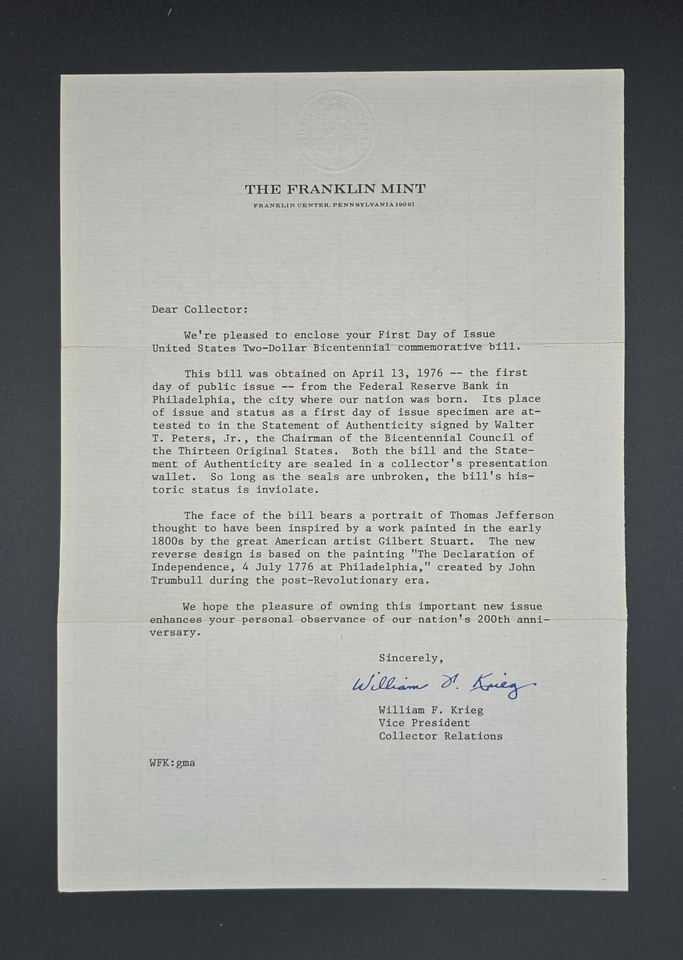 THE FRANKLIN MINT
FRANKLIN CENTER, PENNSYLVANIA 19091
Dear Collector:
We're pleased to enclose your First Day of Issue
United States Two-Dollar Bicentennial commemorative bill.
This bill was obtained on April 13, 1976 -- the first
day of public issue -- from the Federal Reserve Bank in
Philadelphia, the city where our nation was born. Its place
of issue and status as a first day of issue specimen are at-
tested to in the Statement of Authenticity signed by Walter
T. Peters, Jr., the Chairman of the Bicentennial Council of
the Thirteen Original States. Both the bill and the State-
ment of Authenticity are sealed in a collector's presentation
wallet. So long as the seals are unbroken, the bill's his-
toric status is inviolate.
The face of the bill bears a portrait of Thomas Jefferson
thought to have been inspired by a work painted in the early
1800s by the great American artist Gilbert Stuart. The new
reverse design is based on the painting "The Declaration of
Independence, 4 July 1776 at Philadelphia," created by John
Trumbull during the post-Revolutionary era.
We hope the pleasure of owning this important new issue
enhances your personal observance of our nation's 200th anni-
versary.
Sincerely,
William F. Krieg
William F. Krieg
Vice President
Collector Relations
WFK:gma